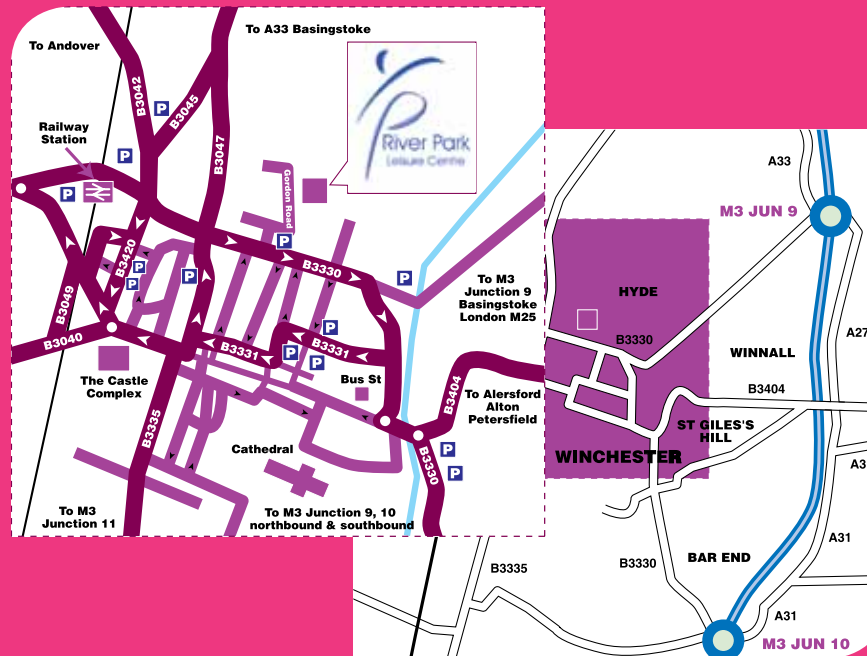 To A33 Basingstoke
To Andover
B3042
P
B3045
B3047
River Park
Leisure Centre
Railway
Station
P
P
P
Gordon Road
P
B3420
P
P
P
B3330
P
To M3
Junction 9
Basingstoke
London M25
B3049
B3040
B3331
B3331
P
P
P
The Castle
Complex
Bus St
B3404
To Alersford
Alton
Petersfield
B3335
Cathedral
P
P
B3330
To M3
Junction 11
To M3 Junction 9, 10
northbound & southbound
A33
M3 JUN 9
HYDE
B3330
WINNALL
A27
B3404
ST GILES'S
HILL
WINCHESTER
A3
A31
BAR END
B3335
B3330
A31
M3 JUN 10